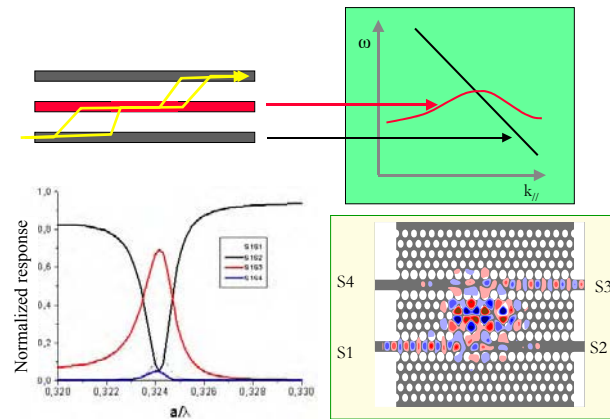 ω
k//
Normalized response
1,0
0,8
0,6
0,4
0,2
0,0
S1S1
S1S2
S1S3
S1S4
0,320
0,322
0,324
0,326
0,328
0,330
a/λ
S4
S3
S1
S2